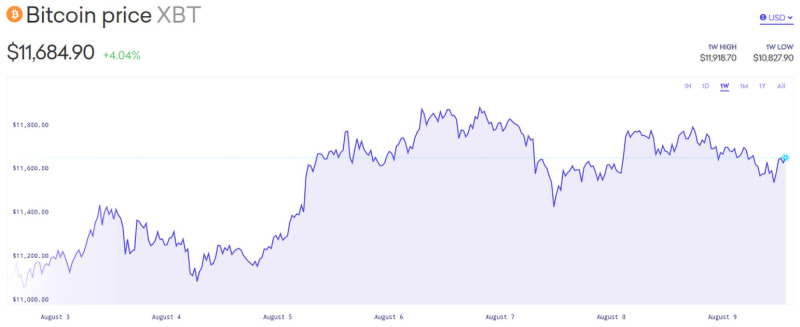 Bitcoin price XBT
USD
$11,684.90 +4.04%
1W HIGH 1W LOW
$11,918.70 $10,827.90
1H 1D 1W 1M 1Y All
$11,800.00
$11,600.00
$11,400.00
$11,200.00
$11,000.00
August 3 August 4 August 5 August 6 August 7 August 8 August 9